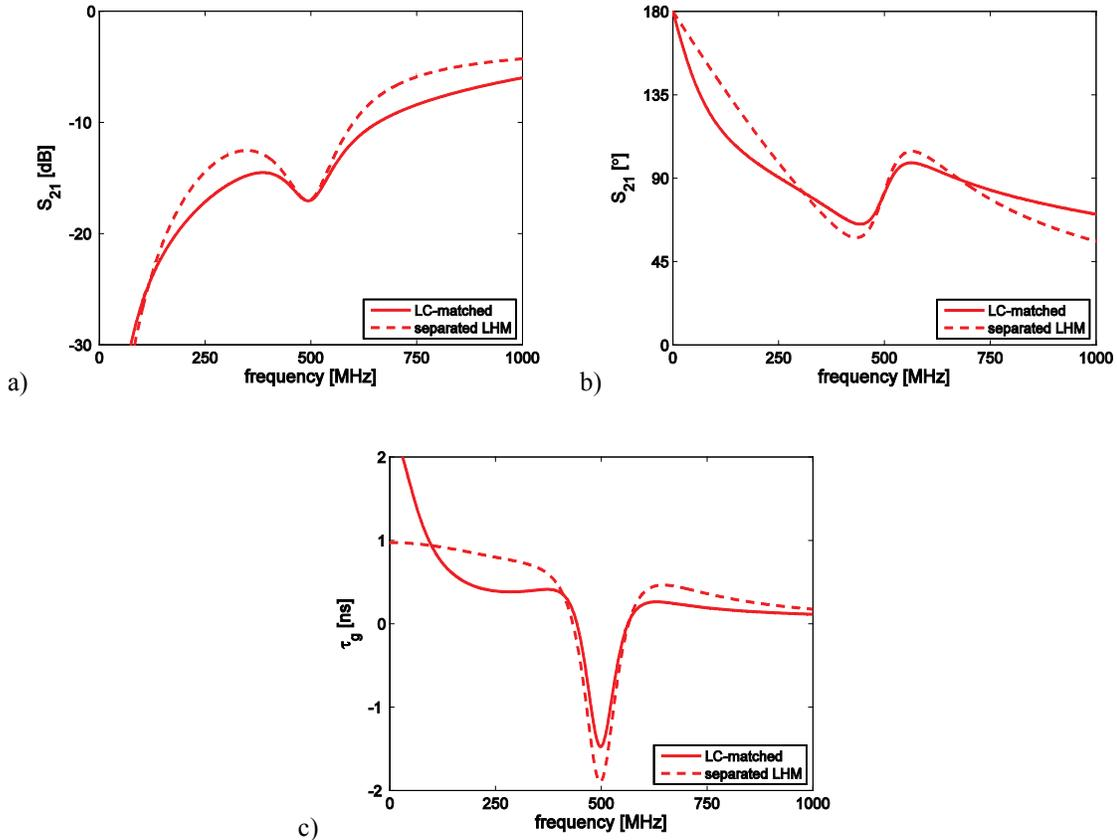 0
-10
-20
-30
S21 [dB]
0 250 500 750 1000
frequency [MHz]
LC-matched
separated LHM
a)
180
135
90
45
0
S21 [°]
0 250 500 750 1000
frequency [MHz]
LC-matched
separated LHM
b)
2
1
0
-1
-2
τg [ns]
0 250 500 750 1000
frequency [MHz]
LC-matched
separated LHM
c)